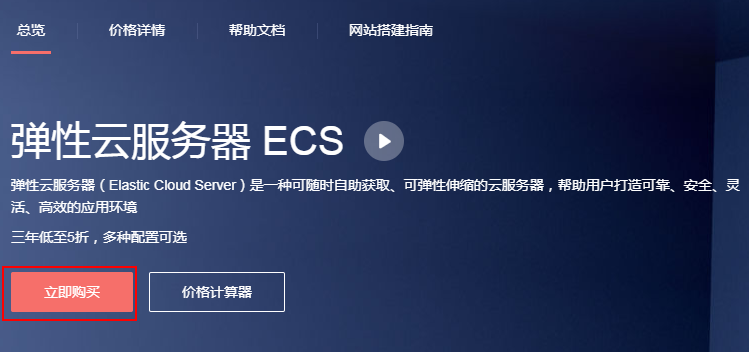 总览 价格详情 帮助文档 网站搭建指南
弹性云服务器 ECS
弹性云服务器（Elastic Cloud Server）是一种可随时自助获取、可弹性伸缩的云服务器，帮助用户打造可靠、安全、灵
活、高效的应用环境
三年低至5折，多种配置可选
立即购买 价格计算器